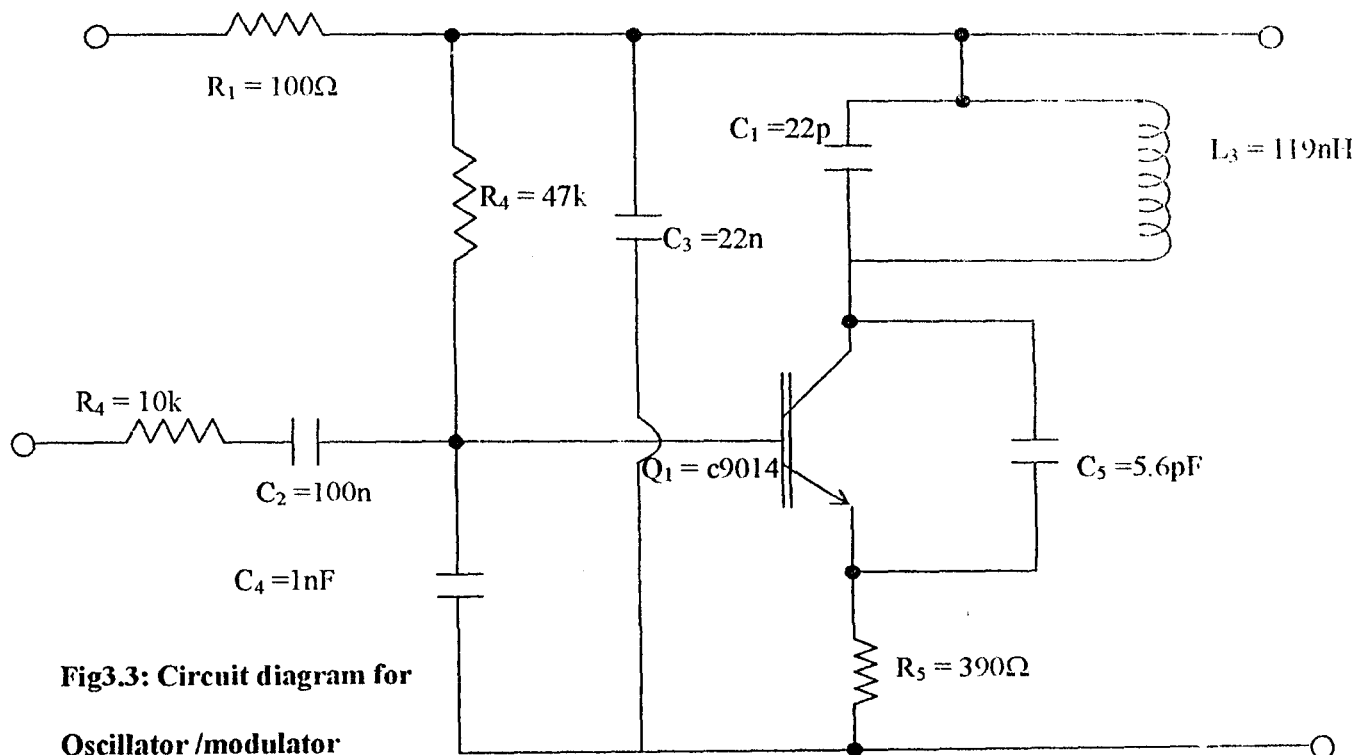 R₁ = 100Ω
C₁ =22p
L₃ = 119nH
R₄ = 47k
C₃ =22n
R₄ = 10k
C₂ =100n
Q₁ = c9014
C₅ =5.6pF
C₄ =1nF
R₅ = 390Ω
Fig3.3: Circuit diagram for
Oscillator /modulator